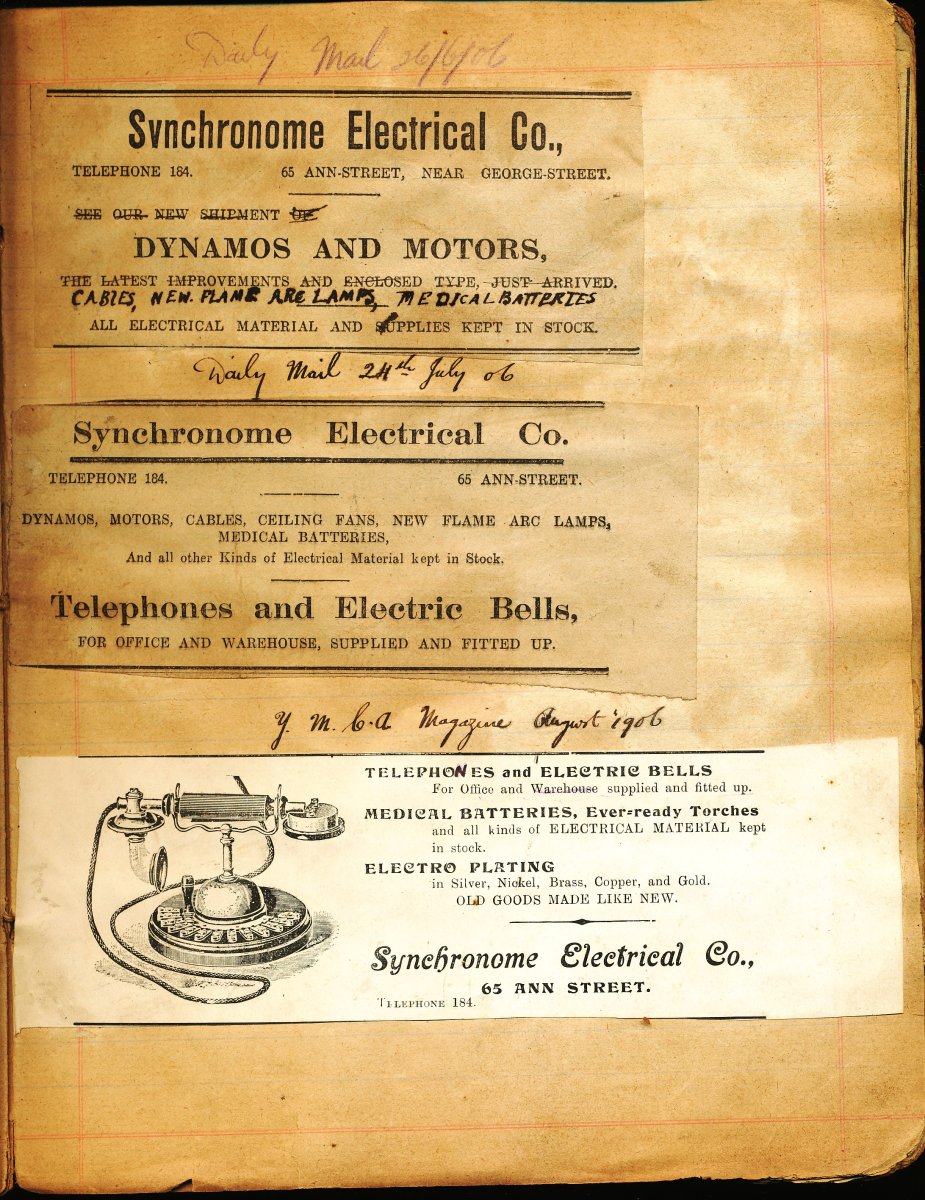 Daily Mail 26/6/06
Synchronome Electrical Co.,
TELEPHONE 184. 65 ANN-STREET, NEAR GEORGE-STREET.
SEE OUR NEW SHIPMENT OF
DYNAMOS AND MOTORS,
THE LATEST IMPROVEMENTS AND ENCLOSED TYPE, JUST ARRIVED.
CABLES, NEW. FLAME ARC LAMPS, MEDICAL BATTERIES
ALL ELECTRICAL MATERIAL AND SUPPLIES KEPT IN STOCK.
Daily Mail 24th July 06
Synchronome Electrical Co.
TELEPHONE 184. 65 ANN-STREET.
DYNAMOS, MOTORS, CABLES, CEILING FANS, NEW FLAME ARC LAMPS,
MEDICAL BATTERIES,
And all other Kinds of Electrical Material kept in Stock.
Telephones and Electric Bells,
FOR OFFICE AND WAREHOUSE, SUPPLIED AND FITTED UP.
Y. M. C. A Magazine August 1906
TELEPHONES and ELECTRIC BELLS
For Office and Warehouse supplied and fitted up.
MEDICAL BATTERIES, Ever-ready Torches
and all kinds of ELECTRICAL MATERIAL kept
in stock.
ELECTRO PLATING
in Silver, Nickel, Brass, Copper, and Gold.
OLD GOODS MADE LIKE NEW.
Synchronome Electrical Co.,
65 ANN STREET.
TELEPHONE 184.